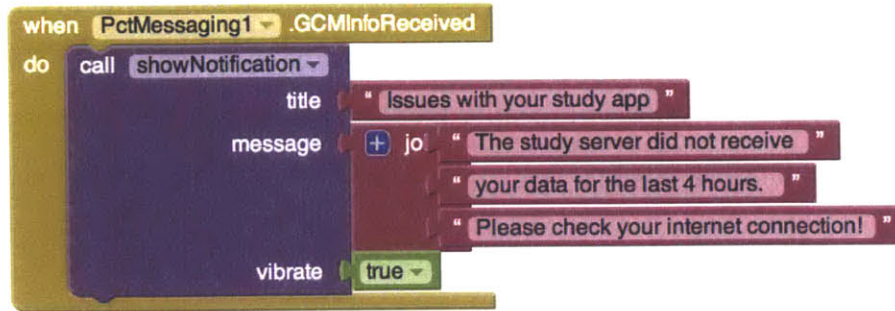 when PctMessaging1 .GCMInfoReceived
do call showNotification
title " Issues with your study app "
message jo " The study server did not receive "
" your data for the last 4 hours. "
" Please check your internet connection! "
vibrate true